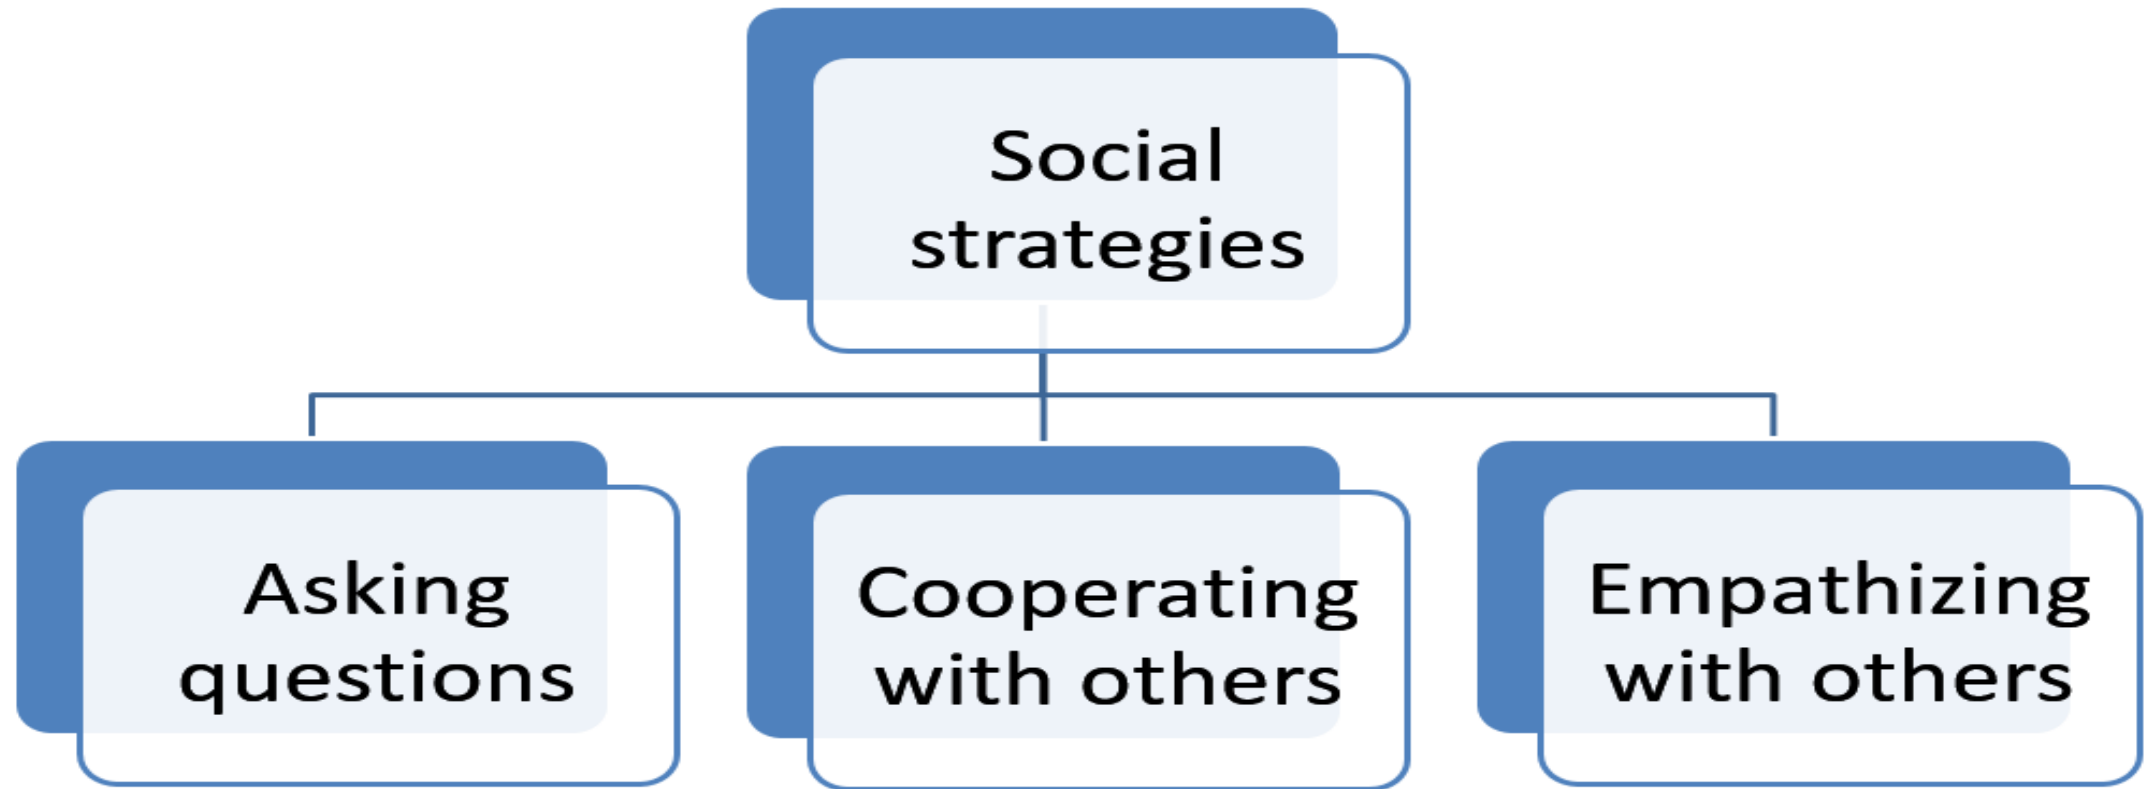 Social
strategies
Asking
questions
Cooperating
with others
Empathizing
with others